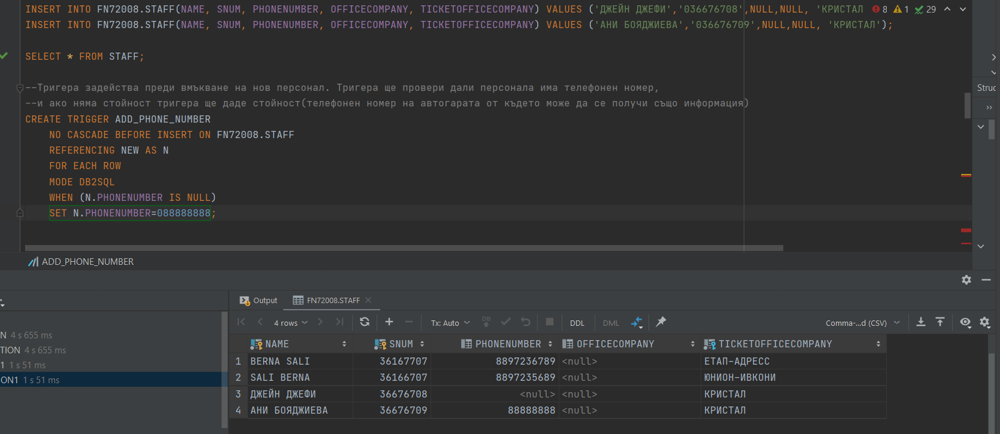 INSERT INTO FN72008.STAFF(NAME, SNUM, PHONENUMBER, OFFICECOMPANY, TICKETOFFICECOMPANY) VALUES ('ДЖЕЙН ДЖЕФИ','036676708',NULL,NULL, 'КРИСТАЛ 8 1 29
INSERT INTO FN72008.STAFF(NAME, SNUM, PHONENUMBER, OFFICECOMPANY, TICKETOFFICECOMPANY) VALUES ('АНИ БОЯДЖИЕВА','036676709',NULL,NULL, 'КРИСТАЛ');
SELECT * FROM STAFF;
--Тригера задейства преди вмъкване на нов персонал. Тригера ще провери дали персонала има телефонен номер,
Struc
--и ако няма стойност тригера ще даде стойност(телефонен номер на автогарата от където може да се получи също информация)
CREATE TRIGGER ADD_PHONE_NUMBER
NO CASCADE BEFORE INSERT ON FN72008.STAFF
REFERENCING NEW AS N
FOR EACH ROW
MODE DB2SQL
WHEN (N.PHONENUMBER IS NULL)
SET N.PHONENUMBER=088888888;
ADD_PHONE_NUMBER
Output FN72008.STAFF
4 rows Tx: Auto DB DDL DML Comma-...d (CSV)
N 4 s 655 ms
TION 4 s 655 ms
1 1 s 51 ms
ON1 1 s 51 ms
NAME SNUM PHONENUMBER OFFICECOMPANY TICKETOFFICECOMPANY
1 BERNA SALI 36167707 8897236789 <null> ЕТАП-АДРЕСС
2 SALI BERNA 36166707 8897235689 <null> ЮНИОН-ИВКОНИ
3 ДЖЕЙН ДЖЕФИ 36676708 <null> <null> КРИСТАЛ
4 АНИ БОЯДЖИЕВА 36676709 88888888 <null> КРИСТАЛ